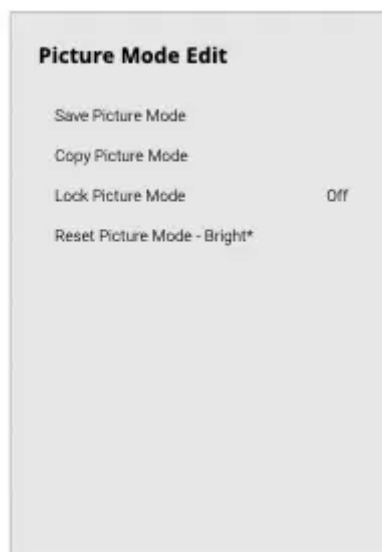 Picture Mode Edit
Save Picture Mode
Copy Picture Mode
Lock Picture Mode Off
Reset Picture Mode - Bright*